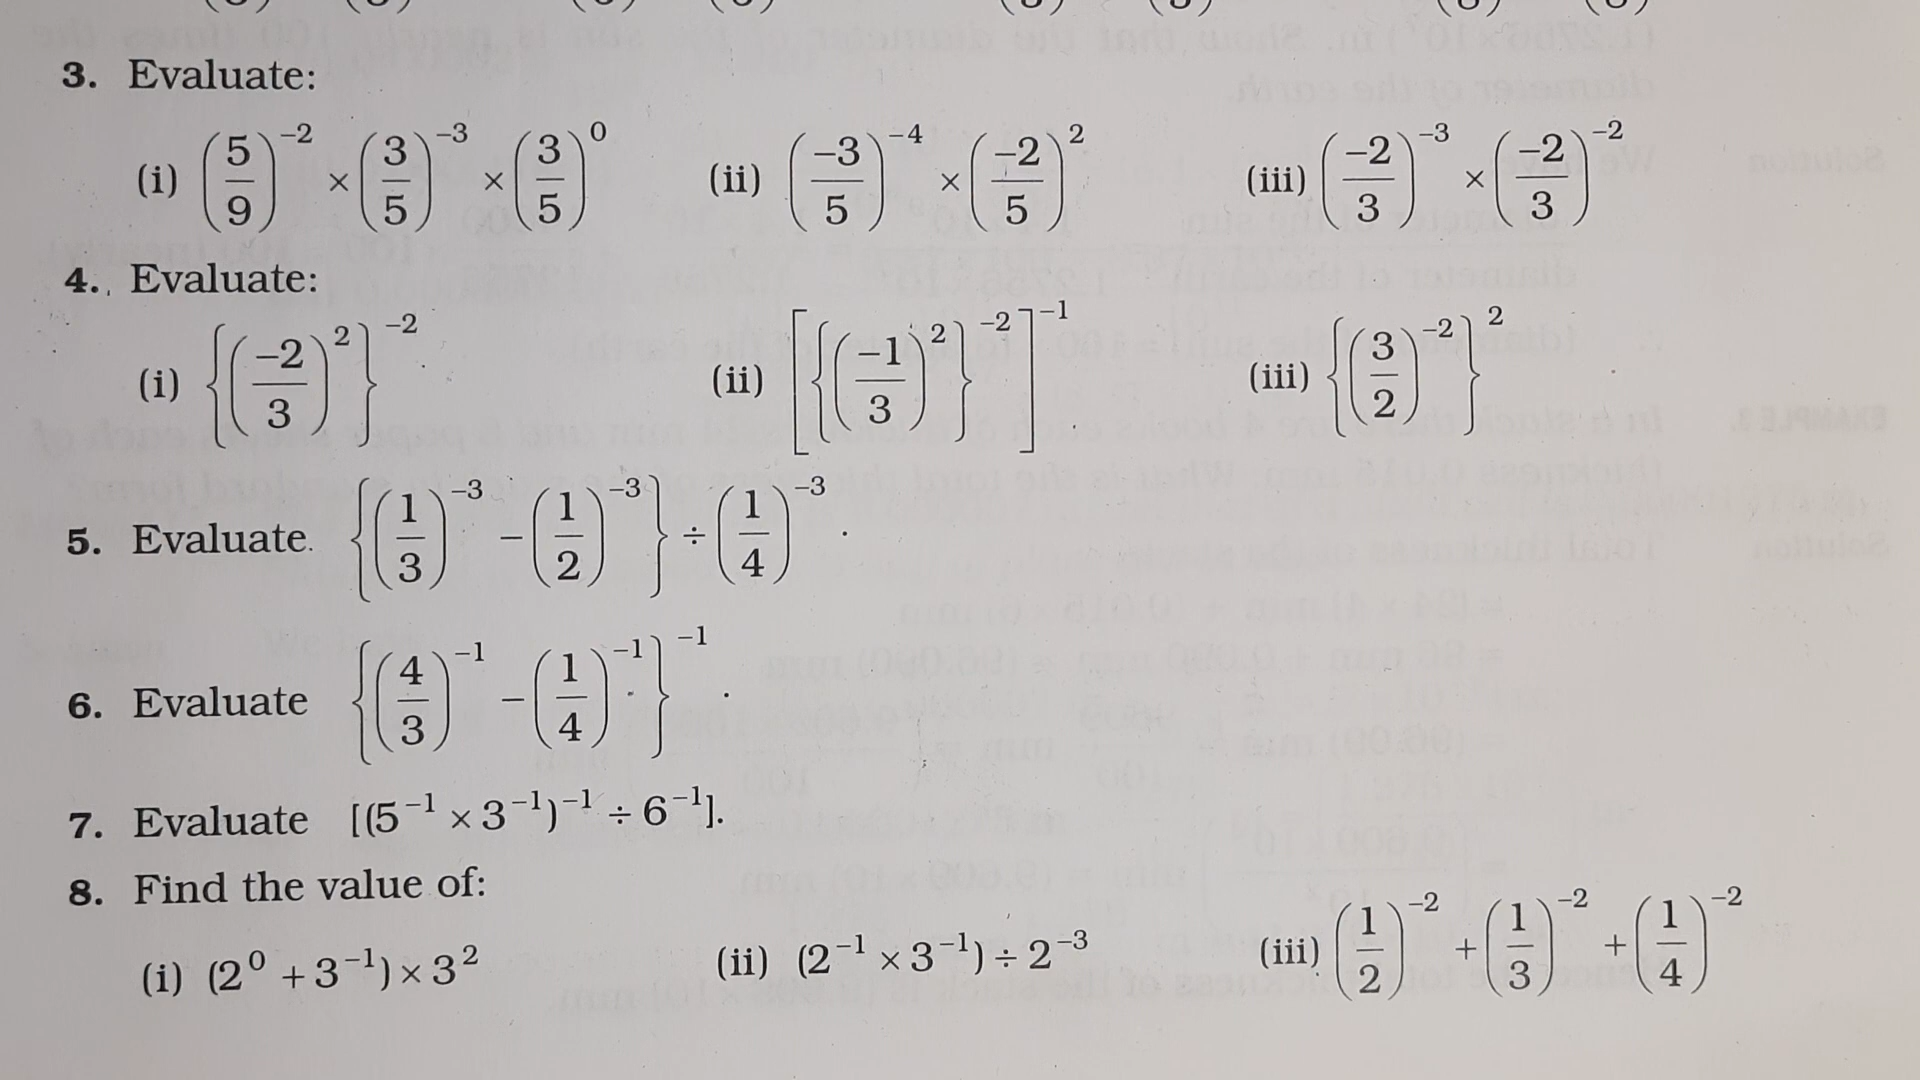 3. Evaluate:
(i) (5/9)⁻² × (3/5)⁻³ × (3/5)⁰ (ii) (-3/5)⁻⁴ × (-2/5)² (iii) (-2/3)⁻³ × (-2/3)⁻²
4. Evaluate:
(i) {(-2/3)²}⁻² (ii) [{(-1/3)²}⁻²]⁻¹ (iii) {(3/2)⁻²}²
5. Evaluate {(1/3)⁻³ − (1/2)⁻³} ÷ (1/4)⁻³.
6. Evaluate {(4/3)⁻¹ − (1/4)⁻¹}⁻¹.
7. Evaluate [(5⁻¹ × 3⁻¹)⁻¹ ÷ 6⁻¹].
8. Find the value of:
(i) (2⁰ + 3⁻¹) × 3² (ii) (2⁻¹ × 3⁻¹) ÷ 2⁻³ (iii) (1/2)⁻² + (1/3)⁻² + (1/4)⁻²